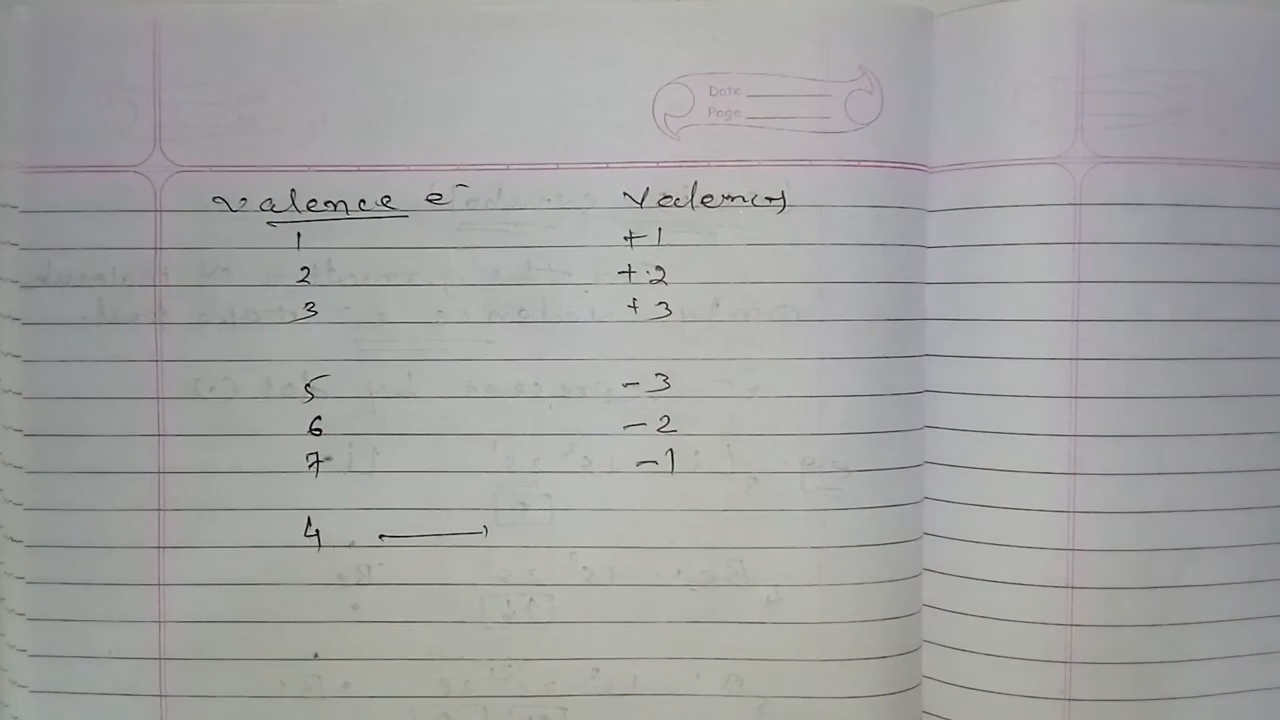 Date
Page
valence e⁻ Valency
1 +1
2 +2
3 +3
5 -3
6 -2
7 -1
4 →